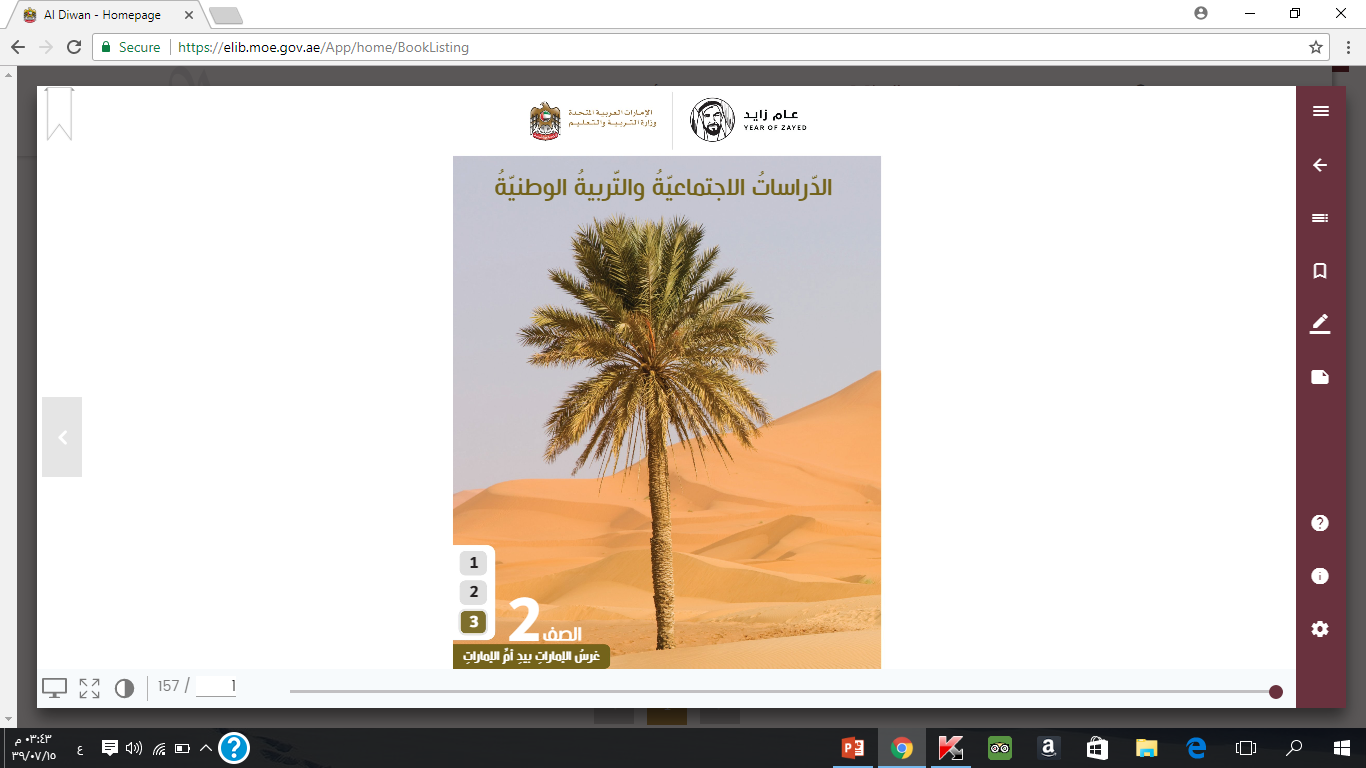 Al Diwan - Homepage
Secure
https://elib.moe.gov.ae/App/home/BookListing
الإمارات العربية المتحدة
وزارة التربية والتعليم
عام زايد
YEAR OF ZAYED
الدّراساتُ الاجتماعيّةُ والتّربيةُ الوطنيّةُ
1
2
3
الصف 2
غرسُ الإماراتِ بيدِ أمِّ الإماراتِ
157 / 1
٠٣:٤٣ م
٣٩/٠٧/١٥
ع